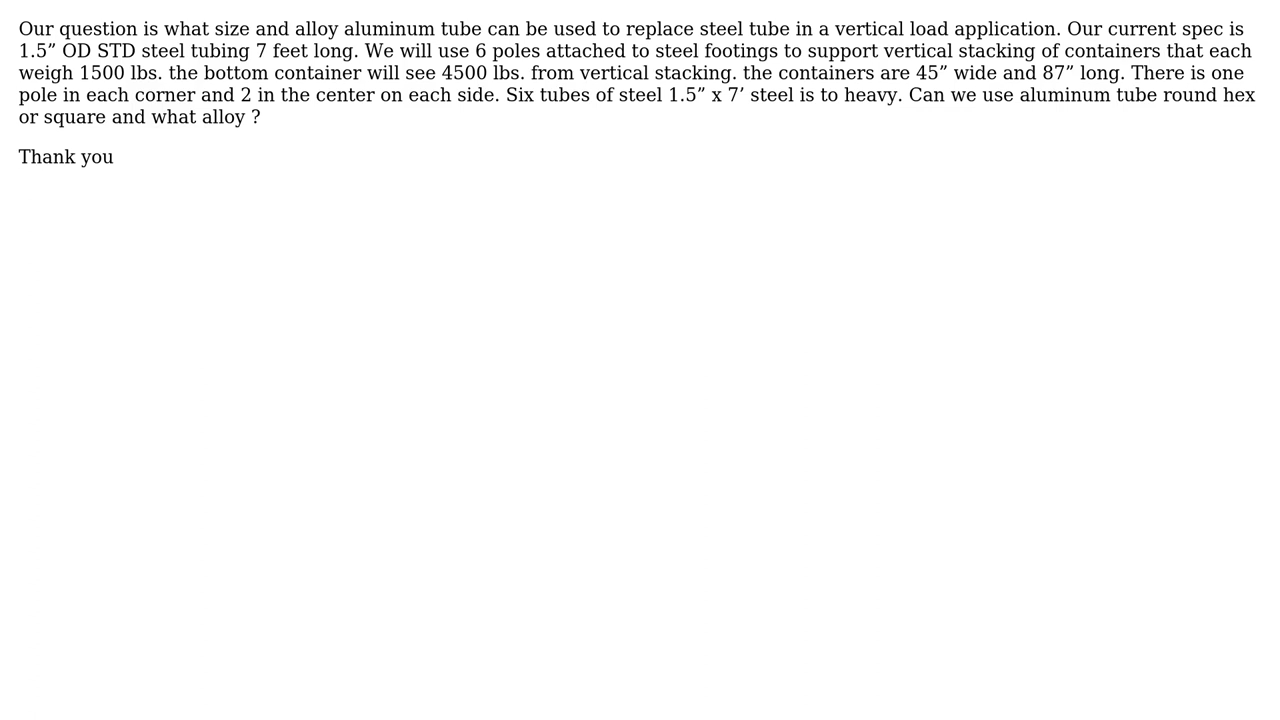 Our question is what size and alloy aluminum tube can be used to replace steel tube in a vertical load application. Our current spec is
1.5” OD STD steel tubing 7 feet long. We will use 6 poles attached to steel footings to support vertical stacking of containers that each
weigh 1500 lbs. the bottom container will see 4500 lbs. from vertical stacking. the containers are 45” wide and 87” long. There is one
pole in each corner and 2 in the center on each side. Six tubes of steel 1.5” x 7’ steel is to heavy. Can we use aluminum tube round hex
or square and what alloy ?
Thank you